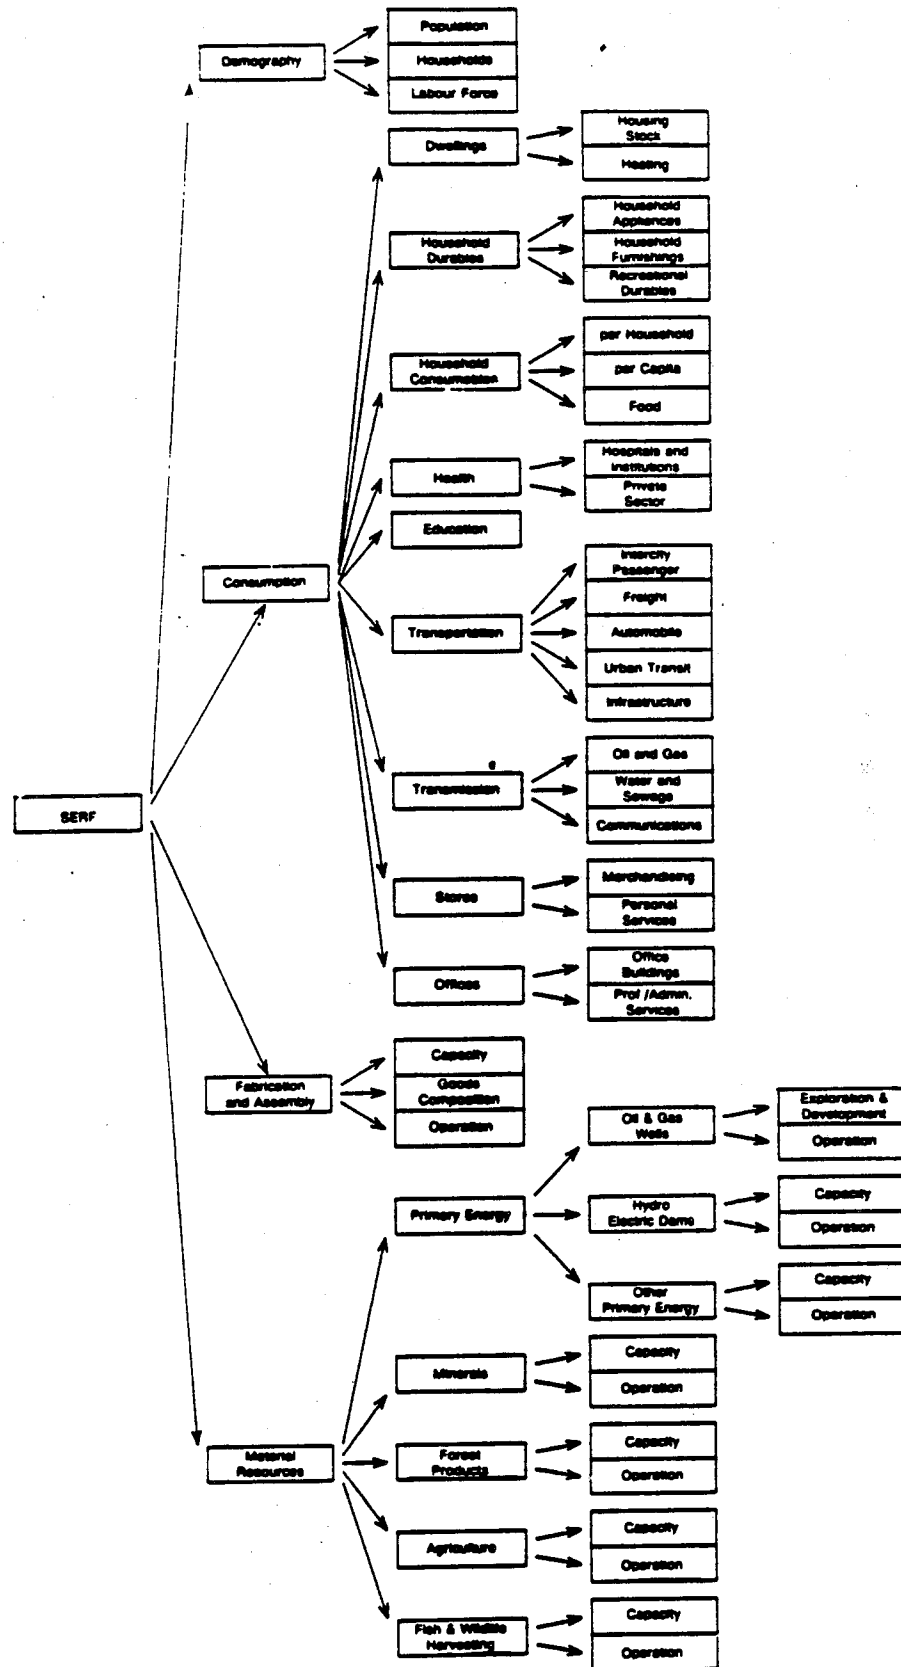 Population
Demography
Households
Labour Force
Housing
Stock
Dwellings
Heating
Household
Appliances
Household
Durables
Household
Furnishings
Recreational
Durables
per Household
Household
Consumables
per Capita
Food
Hospitals and
Institutions
Health
Private
Sector
Education
Intercity
Passenger
Consumption
Freight
Transportation
Automobile
Urban Transit
Infrastructure
Oil and Gas
Transmission
Water and
Sewage
SERF
Communications
Merchandising
Stores
Personal
Services
Office
Buildings
Offices
Prof/Admin.
Services
Capacity
Fabrication
and Assembly
Goods
Composition
Operation
Oil & Gas
Wells
Exploration &
Development
Operation
Primary Energy
Hydro
Electric Dams
Capacity
Operation
Other
Primary Energy
Capacity
Operation
Minerals
Capacity
Operation
Material
Resources
Forest
Products
Capacity
Operation
Agriculture
Capacity
Operation
Fish & Wildlife
Harvesting
Capacity
Operation